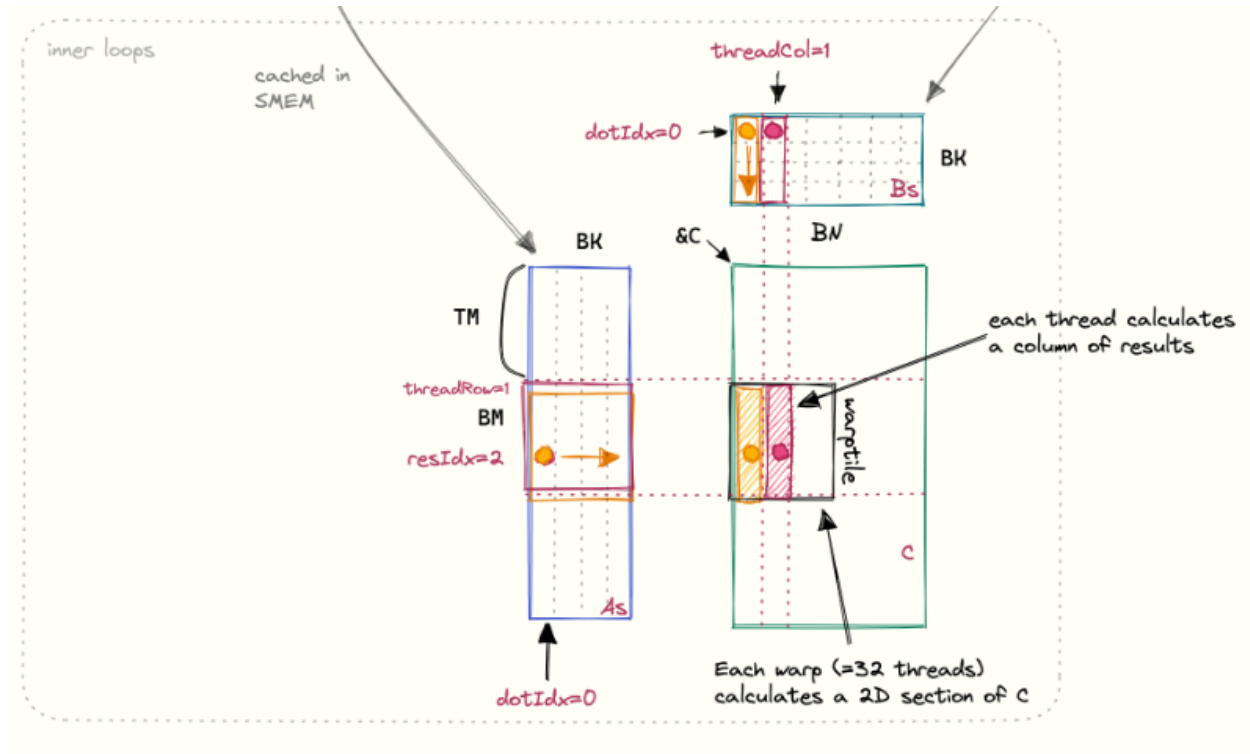 inner loops
cached in
SMEM
threadCol=1
dotIdx=0
BK
Bs
BN
&C
BK
TM
each thread calculates
a column of results
threadRow=1
BM
warptile
resIdx=2
C
As
Each warp (=32 threads)
calculates a 2D section of C
dotIdx=0